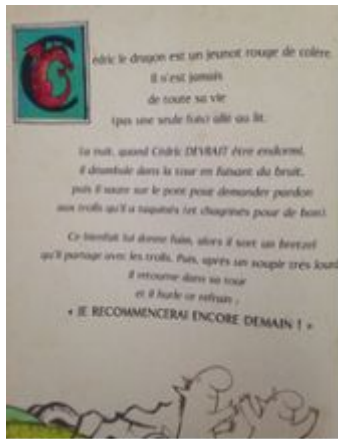 Cédric le dragon est un jeunot rouge de colère.
Il s'est jamais
de toute sa vie
(pas une seule fois) allé au lit.
La nuit, quand Cédric DEVRAIT être endormi,
il déambule dans la tour en faisant du bruit,
puis il saute sur le pont pour demander pardon
aux trolls qu'il a taquinés (et chagrinés pour de bon).
Ce bienfait lui donne faim, alors il sort un bretzel
qu'il partage avec les trolls. Puis, après un soupir très lourd
il retourne dans sa tour
et il hurle ce refrain :
« JE RECOMMENCERAI ENCORE DEMAIN ! »